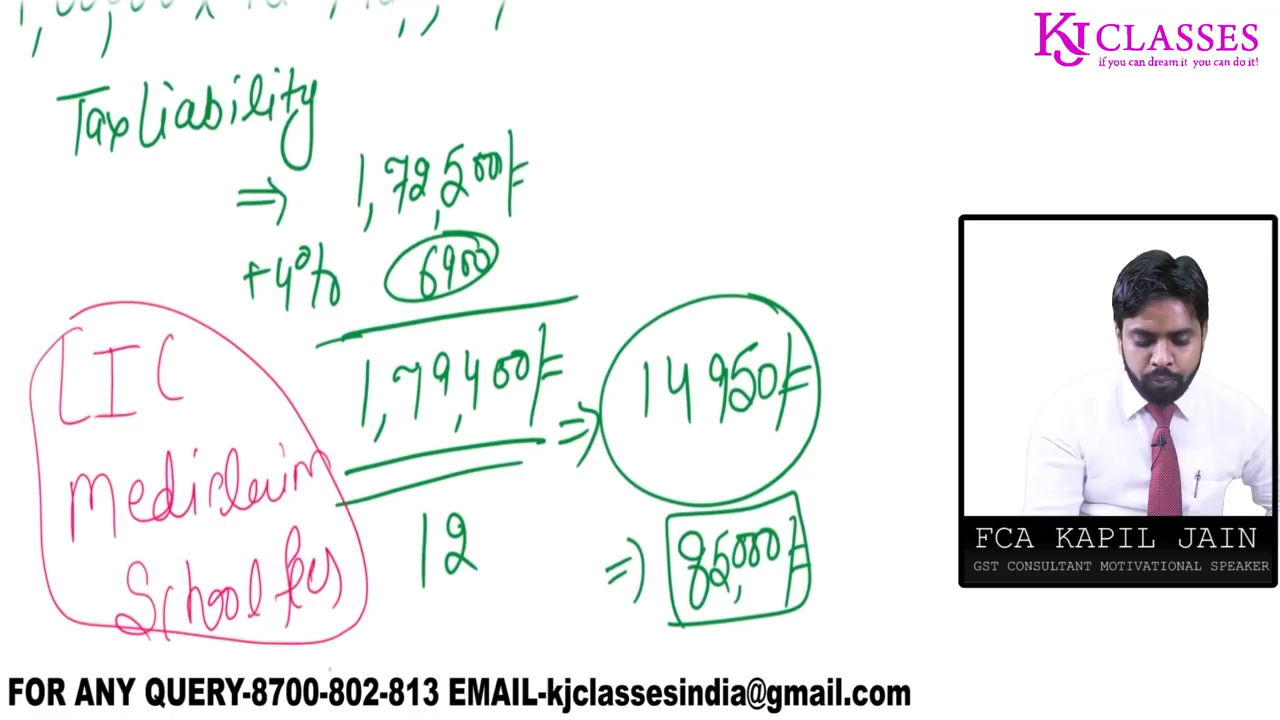 KJ CLASSES
if you can dream it you can do it!
Tax Liability
⇒ 1,72,500/-
+4% 6900
1,79,400/- ⇒ 14950/-
12 ⇒ 85,000/-
LIC
Mediclaim
School fees
FCA KAPIL JAIN
GST CONSULTANT MOTIVATIONAL SPEAKER
FOR ANY QUERY-8700-802-813 EMAIL-kjclassesindia@gmail.com